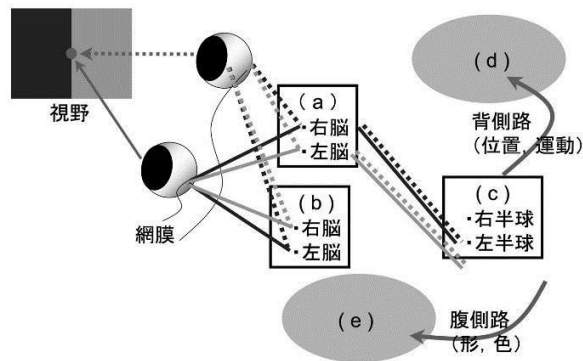 視野
網膜
(a)
・右脳
・左脳
(b)
・右脳
・左脳
(c)
・右半球
・左半球
(d)
背側路
(位置, 運動)
(e)
腹側路
(形, 色)